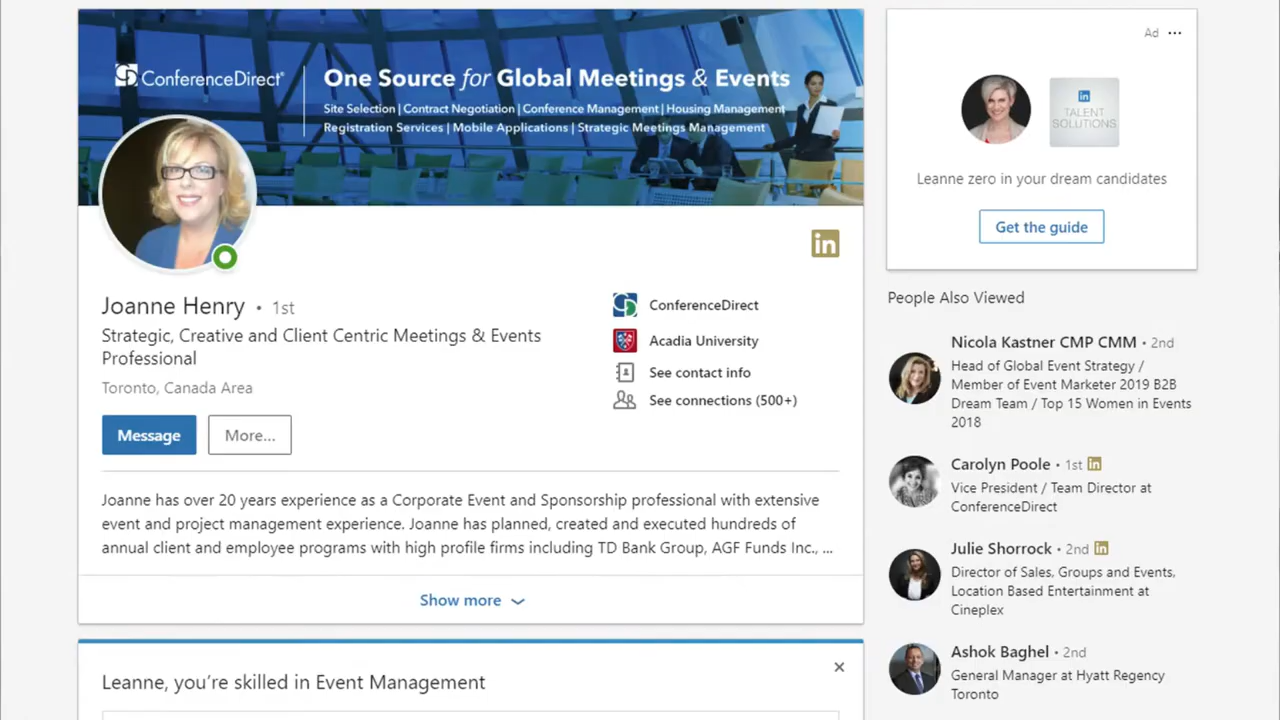 ConferenceDirect®
One Source for Global Meetings & Events
Site Selection | Contract Negotiation | Conference Management | Housing Management
Registration Services | Mobile Applications | Strategic Meetings Management
in
Joanne Henry • 1st
Strategic, Creative and Client Centric Meetings & Events
Professional
Toronto, Canada Area
Message
More...
ConferenceDirect
Acadia University
See contact info
See connections (500+)
Joanne has over 20 years experience as a Corporate Event and Sponsorship professional with extensive
event and project management experience. Joanne has planned, created and executed hundreds of
annual client and employee programs with high profile firms including TD Bank Group, AGF Funds Inc., ...
Show more
Leanne, you’re skilled in Event Management
Ad
in
TALENT
SOLUTIONS
Leanne zero in your dream candidates
Get the guide
People Also Viewed
Nicola Kastner CMP CMM • 2nd
Head of Global Event Strategy /
Member of Event Marketer 2019 B2B
Dream Team / Top 15 Women in Events
2018
Carolyn Poole • 1st in
Vice President / Team Director at
ConferenceDirect
Julie Shorrock • 2nd in
Director of Sales, Groups and Events,
Location Based Entertainment at
Cineplex
Ashok Baghel • 2nd
General Manager at Hyatt Regency
Toronto